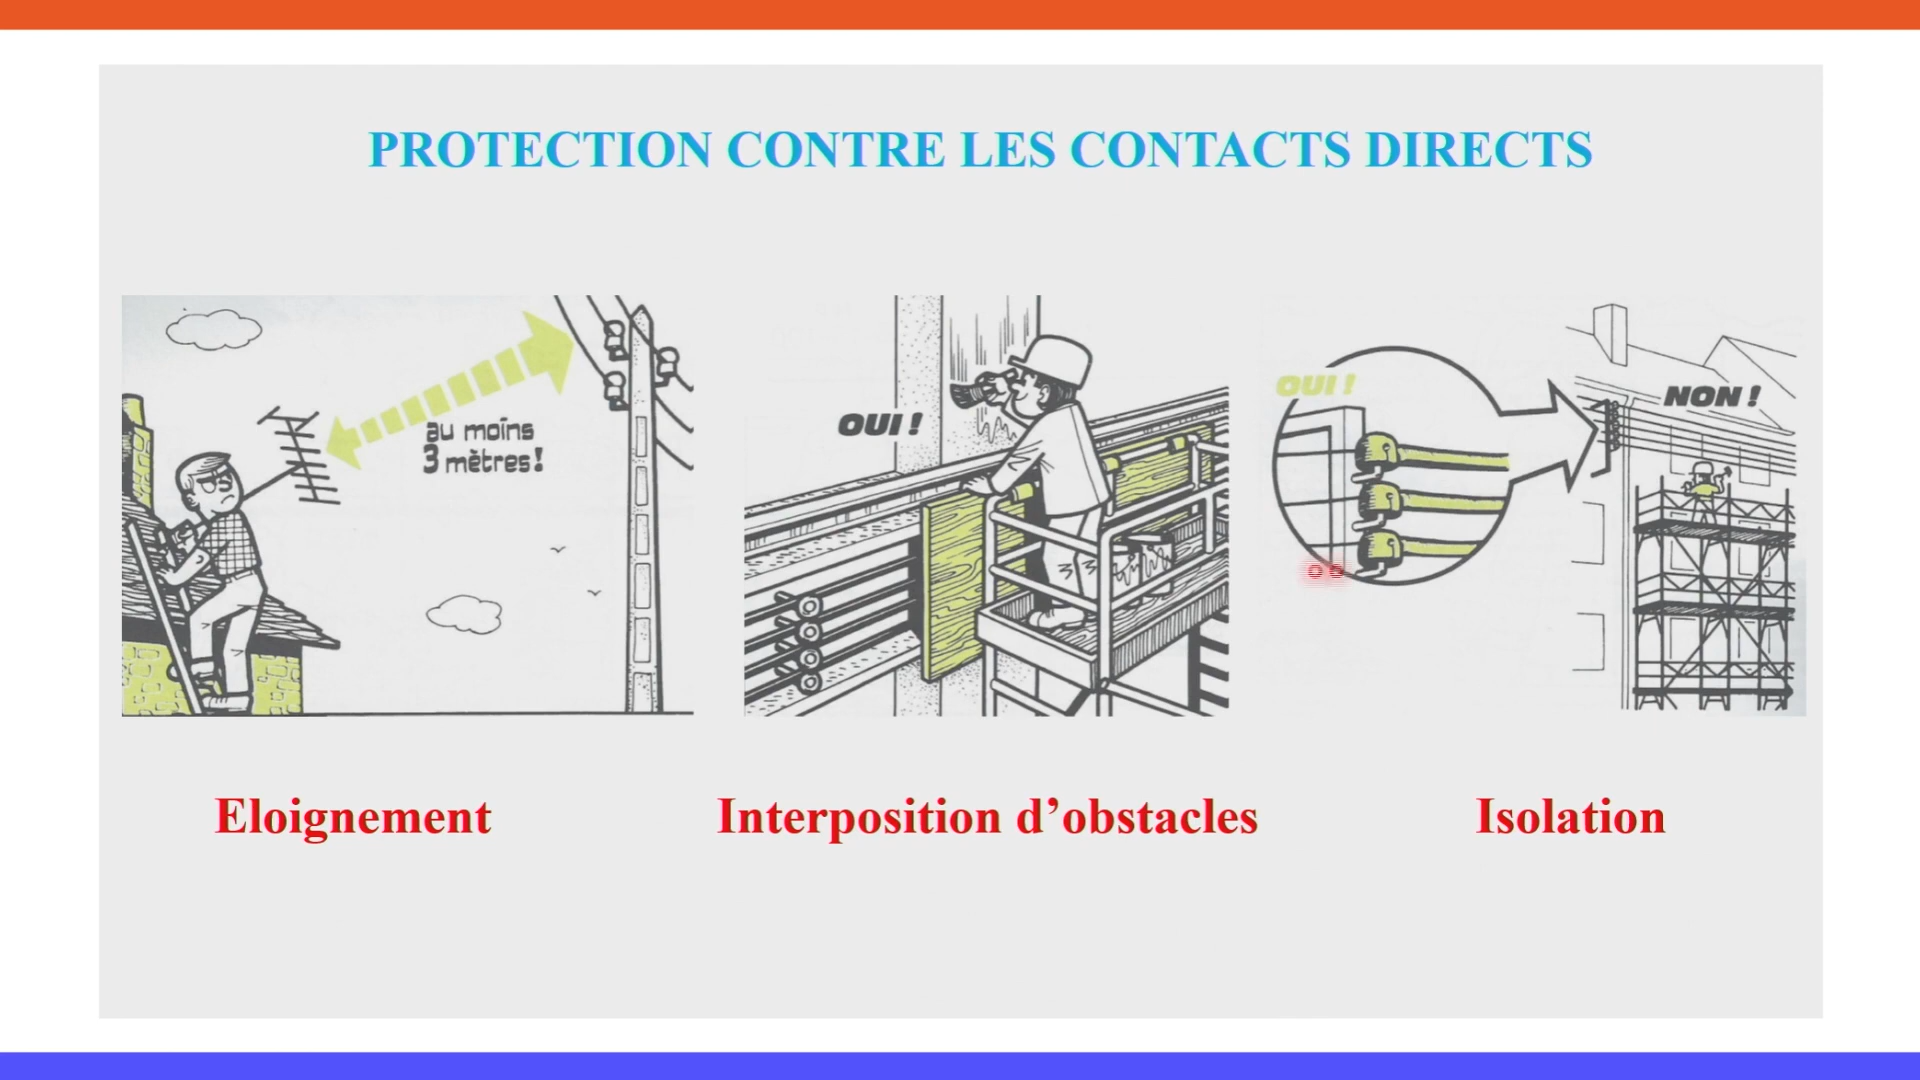 PROTECTION CONTRE LES CONTACTS DIRECTS
au moins
3 mètres!
OUI !
OUI !
NON !
Eloignement
Interposition d’obstacles
Isolation